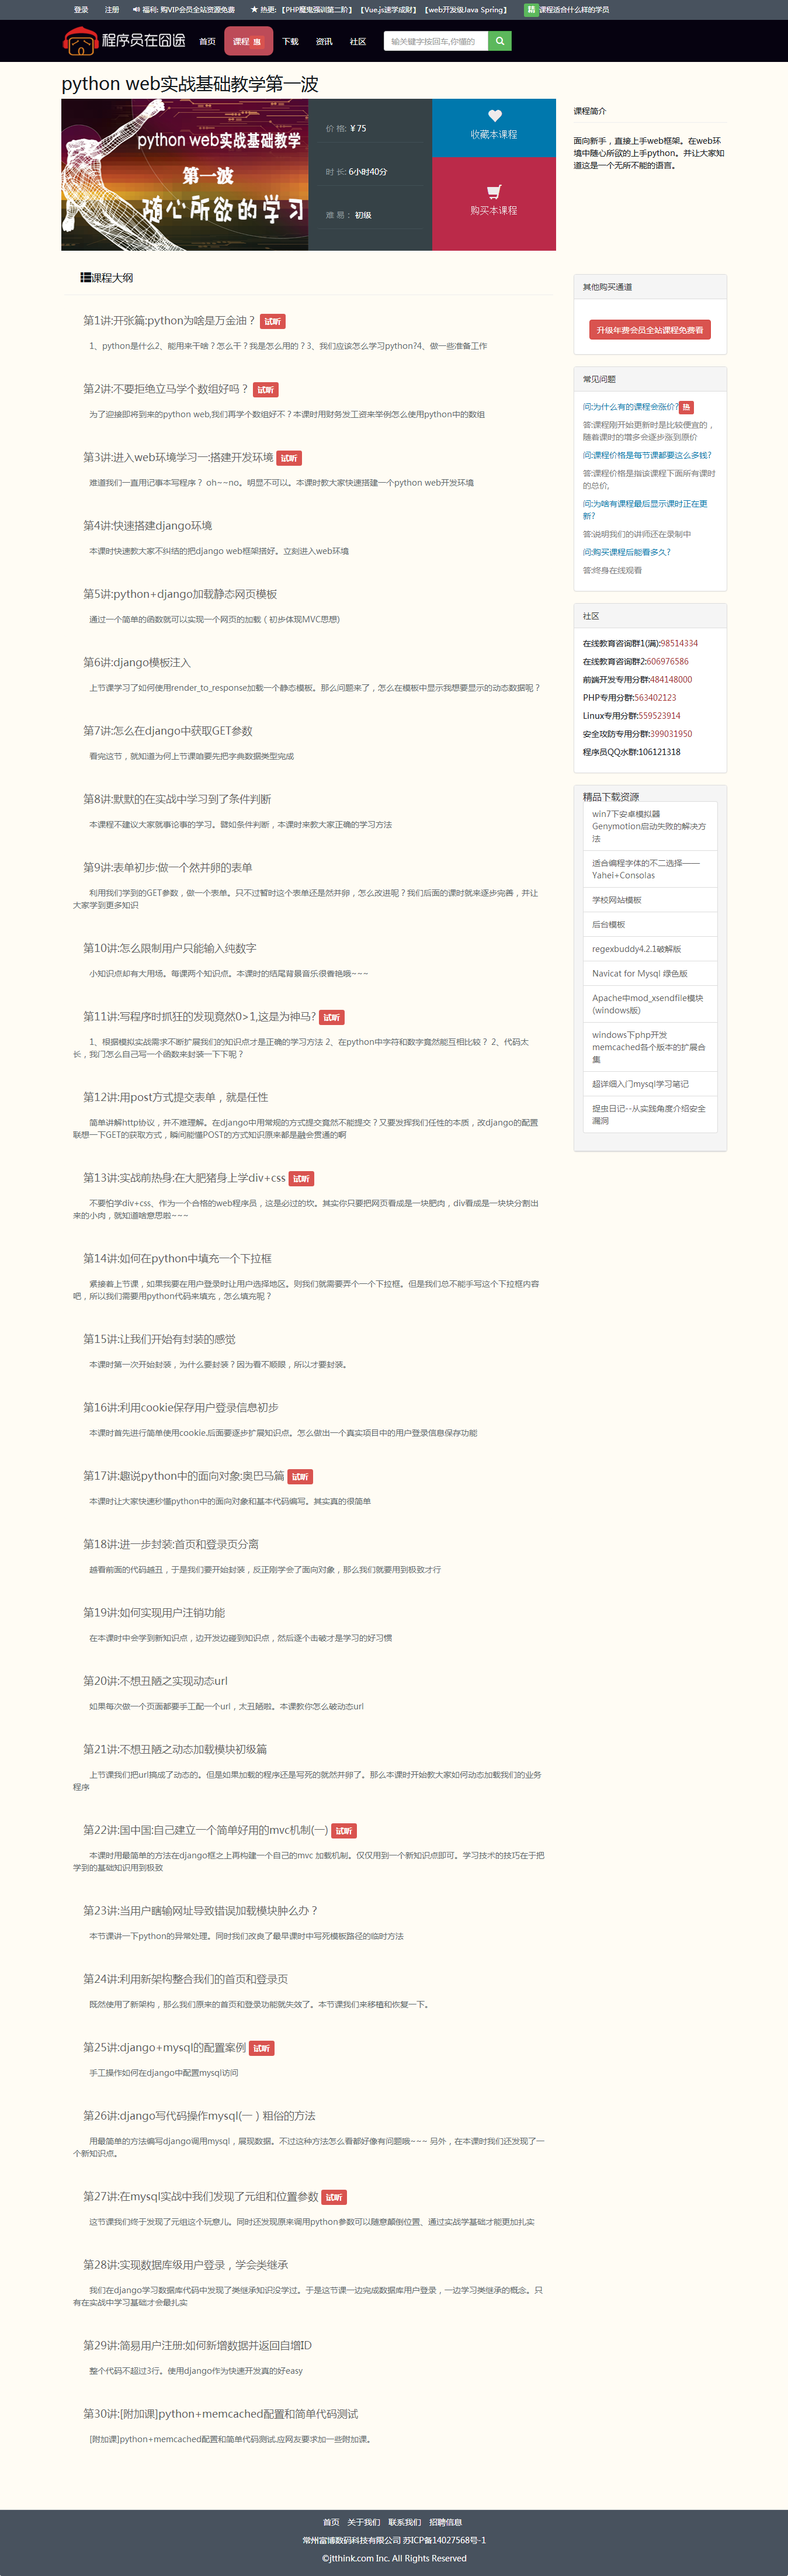 登录 注册 福利: 购VIP会员全站资源免费 热更: 【PHP魔鬼强训第二阶】 【Vue.js速学成财】 【web开发级Java Spring】 精 课程适合什么样的学员
程序员在囧途 首页 课程 惠 下载 资讯 社区 输关键字按回车,你懂的
python web实战基础教学第一波
python web实战基础教学
第一波
随心所欲的学习
价 格: ￥75
时 长: 6小时40分
难 易： 初级
收藏本课程
购买本课程
课程简介
面向新手，直接上手web框架。在web环
境中随心所欲的上手python。并让大家知
道这是一个无所不能的语言。
课程大纲
第1讲:开张篇:python为啥是万金油？ 试听
1、python是什么2、能用来干啥？怎么干？我是怎么用的？3、我们应该怎么学习python?4、做一些准备工作
第2讲:不要拒绝立马学个数组好吗？ 试听
为了迎接即将到来的python web,我们再学个数组好不？本课时用财务发工资来举例怎么使用python中的数组
第3讲:进入web环境学习一:搭建开发环境 试听
难道我们一直用记事本写程序？ oh~~no。明显不可以。本课时教大家快速搭建一个python web开发环境
第4讲:快速搭建django环境
本课时快速教大家不纠结的把django web框架搭好。立刻进入web环境
第5讲:python+django加载静态网页模板
通过一个简单的函数就可以实现一个网页的加载（初步体现MVC思想)
第6讲:django模板注入
上节课学习了如何使用render_to_response加载一个静态模板。那么问题来了，怎么在模板中显示我想要显示的动态数据呢？
第7讲:怎么在django中获取GET参数
看完这节，就知道为何上节课咱要先把字典数据类型完成
第8讲:默默的在实战中学习到了条件判断
本课程不建议大家就事论事的学习。譬如条件判断，本课时来教大家正确的学习方法
第9讲:表单初步:做一个然并卵的表单
利用我们学到的GET参数，做一个表单。只不过暂时这个表单还是然并卵，怎么改进呢？我们后面的课时就来逐步完善，并让
大家学到更多知识
第10讲:怎么限制用户只能输入纯数字
小知识点却有大用场。每课两个知识点。本课时的结尾背景音乐很香艳哦~~~
第11讲:写程序时抓狂的发现竟然0>1,这是为神马? 试听
1、根据模拟实战需求不断扩展我们的知识点才是正确的学习方法 2、在python中字符和数字竟然能互相比较？ 2、代码太
长，我门怎么自己写一个函数来封装一下下呢？
第12讲:用post方式提交表单，就是任性
简单讲解http协议，并不难理解。在django中用常规的方式提交竟然不能提交？又要发挥我们任性的本质，改django的配置
联想一下GET的获取方式，瞬间能懂POST的方式知识原来都是融会贯通的啊
第13讲:实战前热身:在大肥猪身上学div+css 试听
不要怕学div+css、作为一个合格的web程序员，这是必过的坎。其实你只要把网页看成是一块肥肉，div看成是一块块分割出
来的小肉，就知道啥意思啦~~~
第14讲:如何在python中填充一个下拉框
紧接着上节课，如果我要在用户登录时让用户选择地区。则我们就需要弄个一个下拉框。但是我们总不能手写这个下拉框内容
吧，所以我们需要用python代码来填充，怎么填充呢？
第15讲:让我们开始有封装的感觉
本课时第一次开始封装，为什么要封装？因为看不顺眼，所以才要封装。
第16讲:利用cookie保存用户登录信息初步
本课时首先进行简单使用cookie.后面要逐步扩展知识点。怎么做出一个真实项目中的用户登录信息保存功能
第17讲:趣说python中的面向对象:奥巴马篇 试听
本课时让大家快速秒懂python中的面向对象和基本代码编写。其实真的很简单
第18讲:进一步封装:首页和登录页分离
越看前面的代码越丑，于是我们要开始封装，反正刚学会了面向对象，那么我们就要用到极致才行
第19讲:如何实现用户注销功能
在本课时中会学到新知识点，边开发边碰到知识点，然后逐个击破才是学习的好习惯
第20讲:不想丑陋之实现动态url
如果每次做一个页面都要手工配一个url，太丑陋啦。本课教你怎么破动态url
第21讲:不想丑陋之动态加载模块初级篇
上节课我们把url搞成了动态的。但是如果加载的程序还是写死的就然并卵了。那么本课时开始教大家如何动态加载我们的业务
程序
第22讲:国中国:自己建立一个简单好用的mvc机制(一) 试听
本课时用最简单的方法在django框之上再构建一个自己的mvc 加载机制。仅仅用到一个新知识点即可。学习技术的技巧在于把
学到的基础知识用到极致
第23讲:当用户瞎输网址导致错误加载模块肿么办？
本节课讲一下python的异常处理。同时我们改良了最早课时中写死模板路径的临时方法
第24讲:利用新架构整合我们的首页和登录页
既然使用了新架构，那么我们原来的首页和登录功能就失效了。本节课我们来移植和恢复一下。
第25讲:django+mysql的配置案例 试听
手工操作如何在django中配置mysql访问
第26讲:django写代码操作mysql(一）粗俗的方法
用最简单的方法编写django调用mysql，展现数据。不过这种方法怎么看都好像有问题哦~~~ 另外，在本课时我们还发现了一
个新知识点。
第27讲:在mysql实战中我们发现了元组和位置参数 试听
这节课我们终于发现了元组这个玩意儿。同时还发现原来调用python参数可以随意颠倒位置、通过实战学基础才能更加扎实
第28讲:实现数据库级用户登录，学会类继承
我们在django学习数据库代码中发现了类继承知识没学过。于是这节课一边完成数据库用户登录，一边学习类继承的概念。只
有在实战中学习基础才会最扎实
第29讲:简易用户注册:如何新增数据并返回自增ID
整个代码不超过3行。使用django作为快速开发真的好easy
第30讲:[附加课]python+memcached配置和简单代码测试
[附加课]python+memcached配置和简单代码测试.应网友要求加一些附加课。
其他购买通道
升级年费会员全站课程免费看
常见问题
问:为什么有的课程会涨价? 热
答:课程刚开始更新时是比较便宜的，
随着课时的增多会逐步涨到原价
问:课程价格是每节课都要这么多钱?
答:课程价格是指该课程下面所有课时
的总价,
问:为啥有课程最后显示课时正在更
新?
答:说明我们的讲师还在录制中
问:购买课程后能看多久?
答:终身在线观看
社区
在线教育咨询群1(满):98514334
在线教育咨询群2:606976586
前端开发专用分群:484148000
PHP专用分群:563402123
Linux专用分群:559523914
安全攻防专用分群:399031950
程序员QQ水群:106121318
精品下载资源
win7下安卓模拟器
Genymotion启动失败的解决方
法
适合编程字体的不二选择——
Yahei+Consolas
学校网站模板
后台模板
regexbuddy4.2.1破解版
Navicat for Mysql 绿色版
Apache中mod_xsendfile模块
(windows版)
windows下php开发
memcached各个版本的扩展合
集
超详细入门mysql学习笔记
捉虫日记--从实践角度介绍安全
漏洞
首页 关于我们 联系我们 招聘信息
常州富博数码科技有限公司 苏ICP备14027568号-1
©jtthink.com Inc. All Rights Reserved